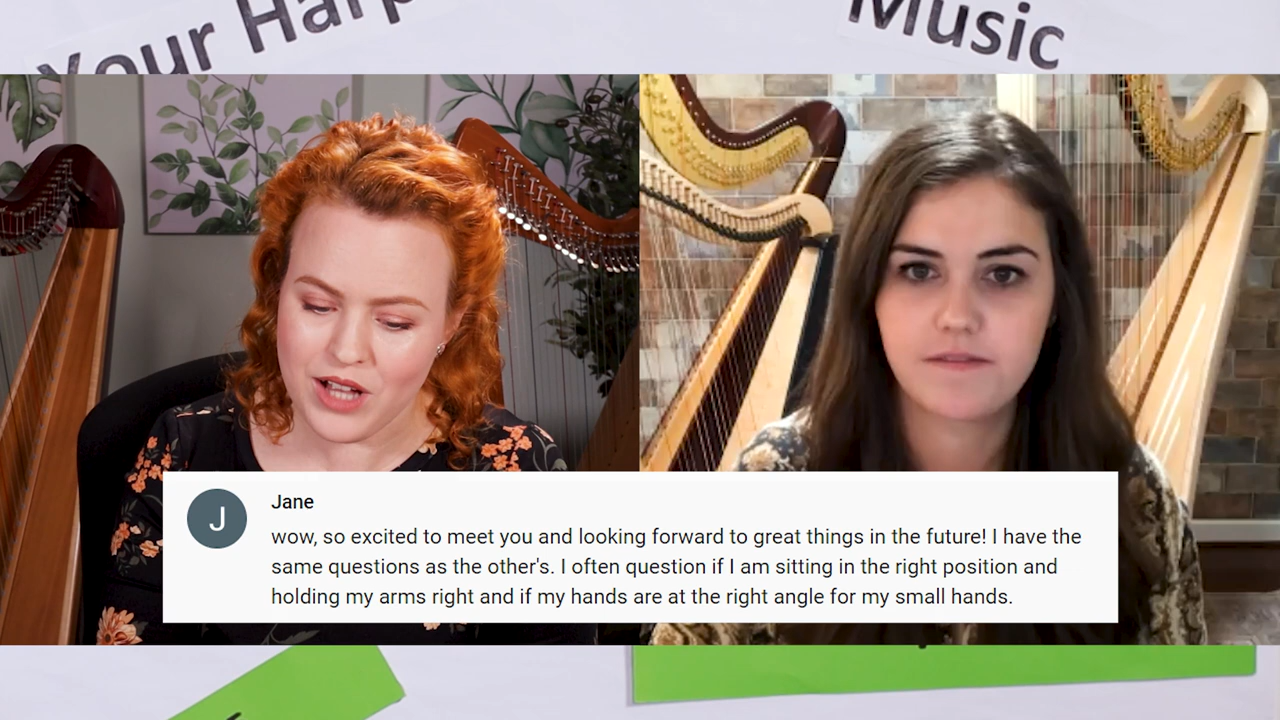 Your Harp
Music
J
Jane
wow, so excited to meet you and looking forward to great things in the future! I have the
same questions as the other's. I often question if I am sitting in the right position and
holding my arms right and if my hands are at the right angle for my small hands.